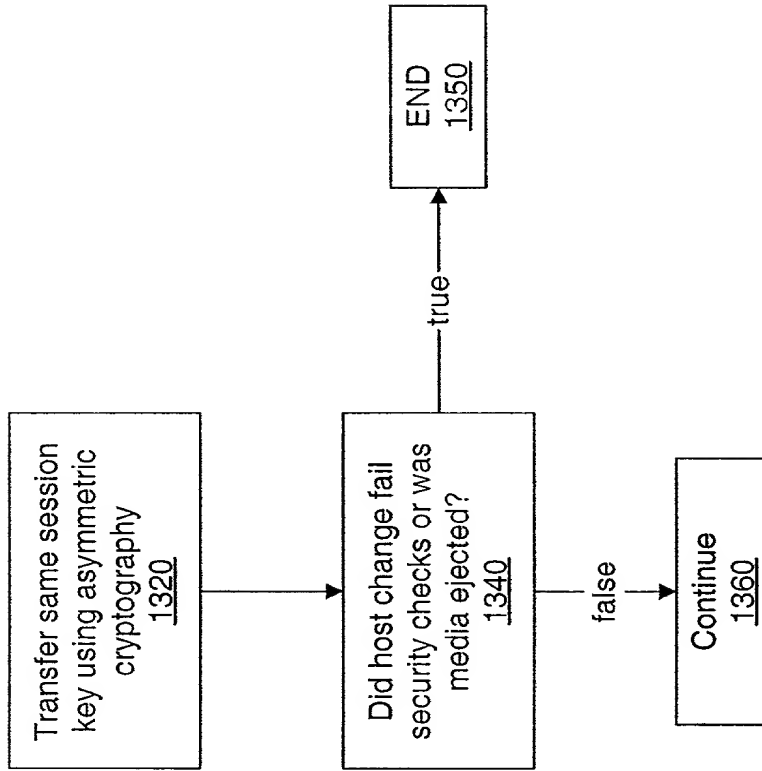 Transfer same session
key using asymmetric
cryptography
1320
Did host change fail
security checks or was
media ejected?
1340
true
END
1350
false
Continue
1360